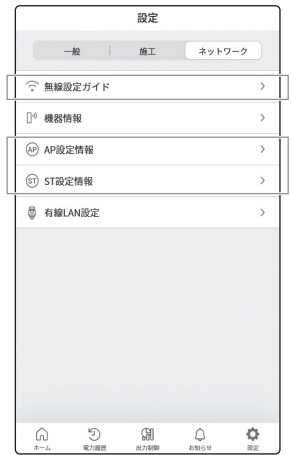 設定
一般 施工 ネットワーク
無線設定ガイド
機器情報
AP AP設定情報
ST ST設定情報
有線LAN設定
ホーム 電力履歴 出力制御 お知らせ 設定